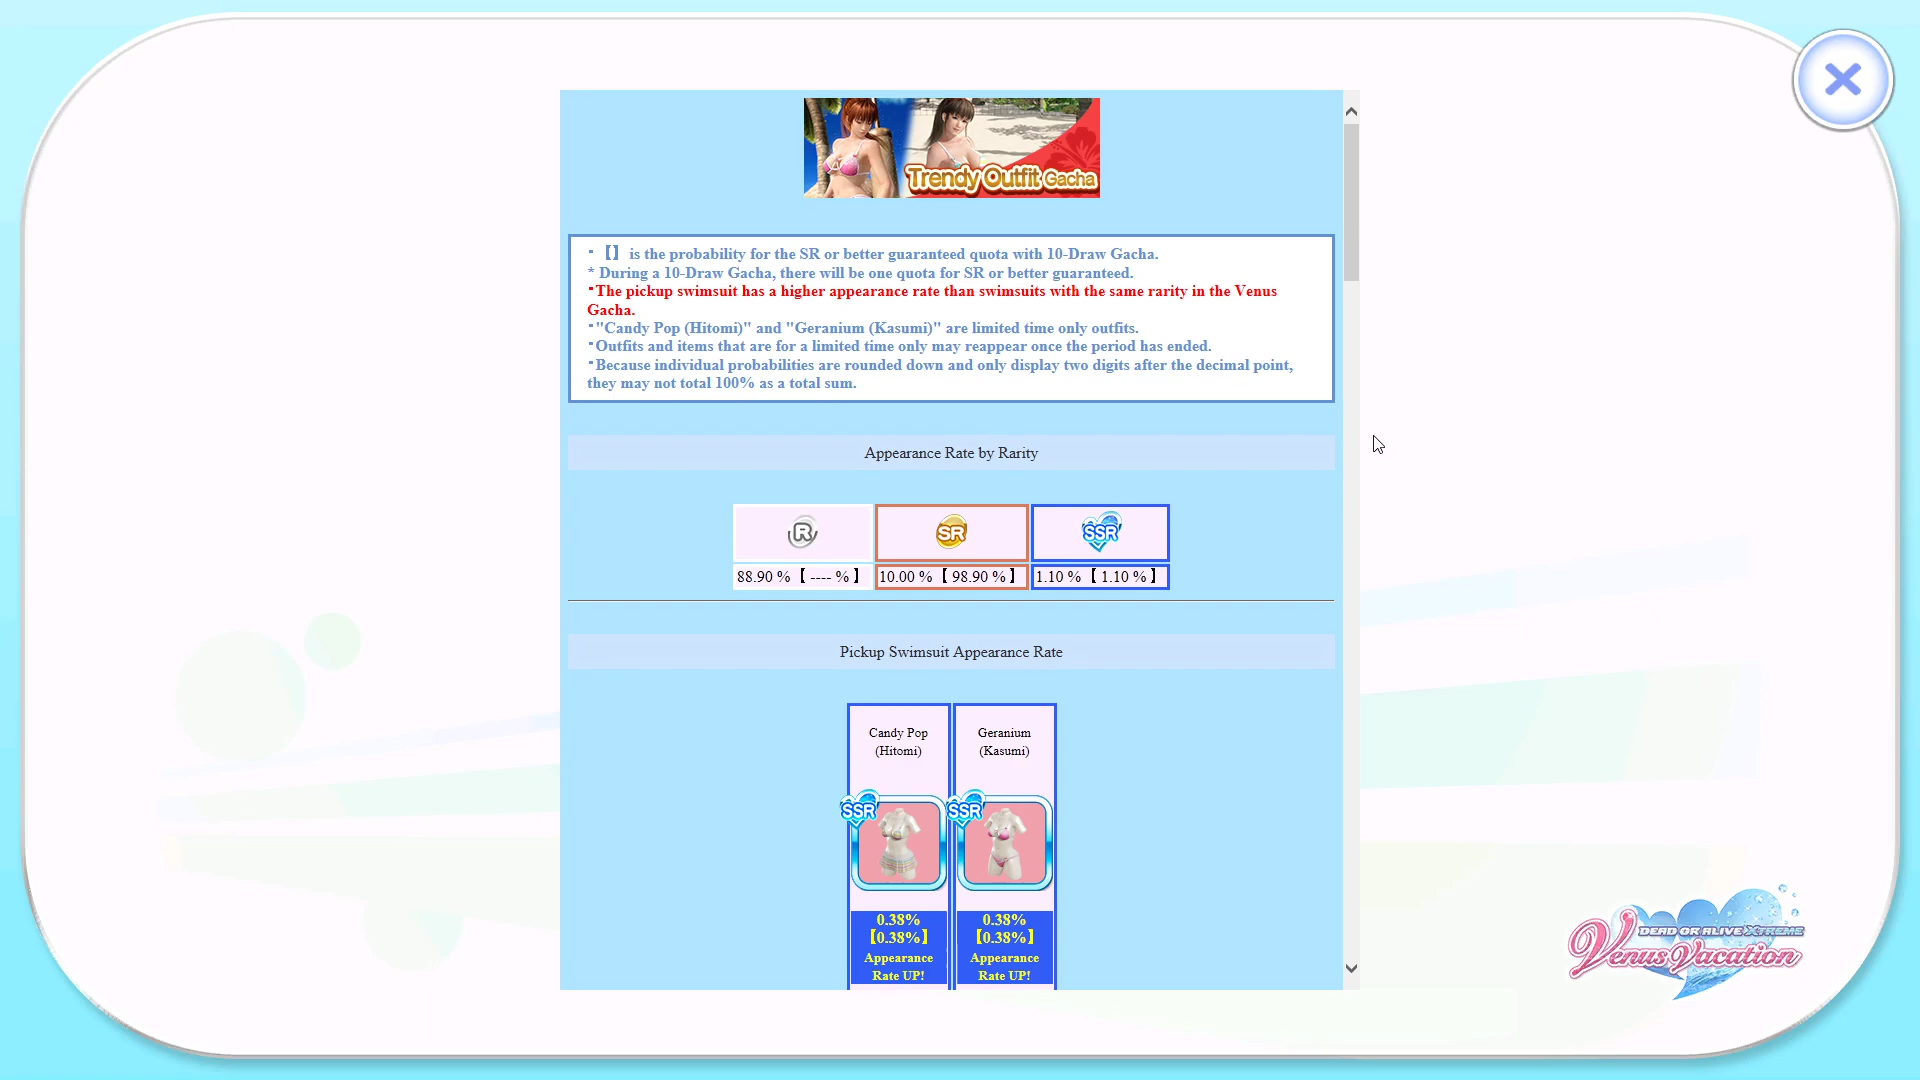 Trendy Outfit Gacha
・【】 is the probability for the SR or better guaranteed quota with 10-Draw Gacha.
* During a 10-Draw Gacha, there will be one quota for SR or better guaranteed.
・The pickup swimsuit has a higher appearance rate than swimsuits with the same rarity in the Venus
Gacha.
・"Candy Pop (Hitomi)" and "Geranium (Kasumi)" are limited time only outfits.
・Outfits and items that are for a limited time only may reappear once the period has ended.
・Because individual probabilities are rounded down and only display two digits after the decimal point,
they may not total 100% as a total sum.
Appearance Rate by Rarity
R SR SSR
88.90 %【 ---- % 】 10.00 %【 98.90 % 】 1.10 %【 1.10 % 】
Pickup Swimsuit Appearance Rate
Candy Pop
(Hitomi)
SSR
0.38%
【0.38%】
Appearance
Rate UP!
Geranium
(Kasumi)
SSR
0.38%
【0.38%】
Appearance
Rate UP!
DEAD OR ALIVE XTREME
Venus Vacation